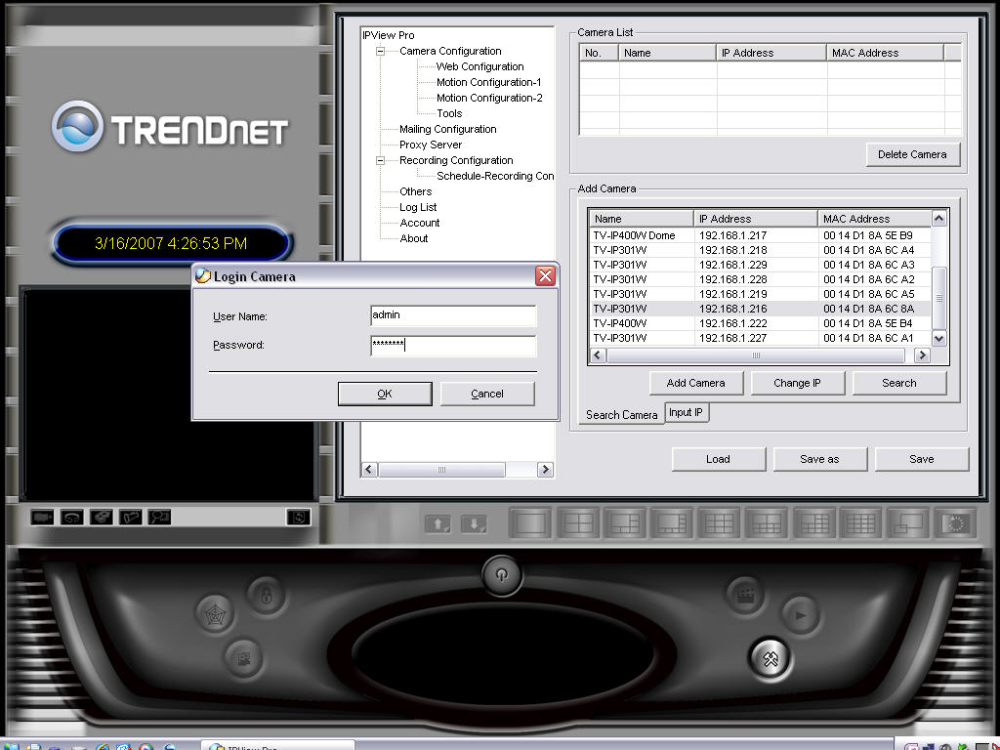 TRENDNET
3/16/2007 4:26:53 PM
IPView Pro
Camera Configuration
Web Configuration
Motion Configuration-1
Motion Configuration-2
Tools
Mailing Configuration
Proxy Server
Recording Configuration
Schedule-Recording Con
Others
Log List
Account
About
Camera List
No. Name IP Address MAC Address
Delete Camera
Add Camera
Name IP Address MAC Address
TV-IP400W Dome 192.168.1.217 00 14 D1 8A 5E B9
TV-IP301W 192.168.1.218 00 14 D1 8A 6C A4
TV-IP301W 192.168.1.229 00 14 D1 8A 6C A3
TV-IP301W 192.168.1.228 00 14 D1 8A 6C A2
TV-IP301W 192.168.1.219 00 14 D1 8A 6C A5
TV-IP301W 192.168.1.216 00 14 D1 8A 6C 8A
TV-IP400W 192.168.1.222 00 14 D1 8A 5E B4
TV-IP301W 192.168.1.227 00 14 D1 8A 6C A1
Add Camera Change IP Search
Search Camera Input IP
Load Save as Save
Login Camera
User Name: admin
Password: ********
OK Cancel
IPView Pro